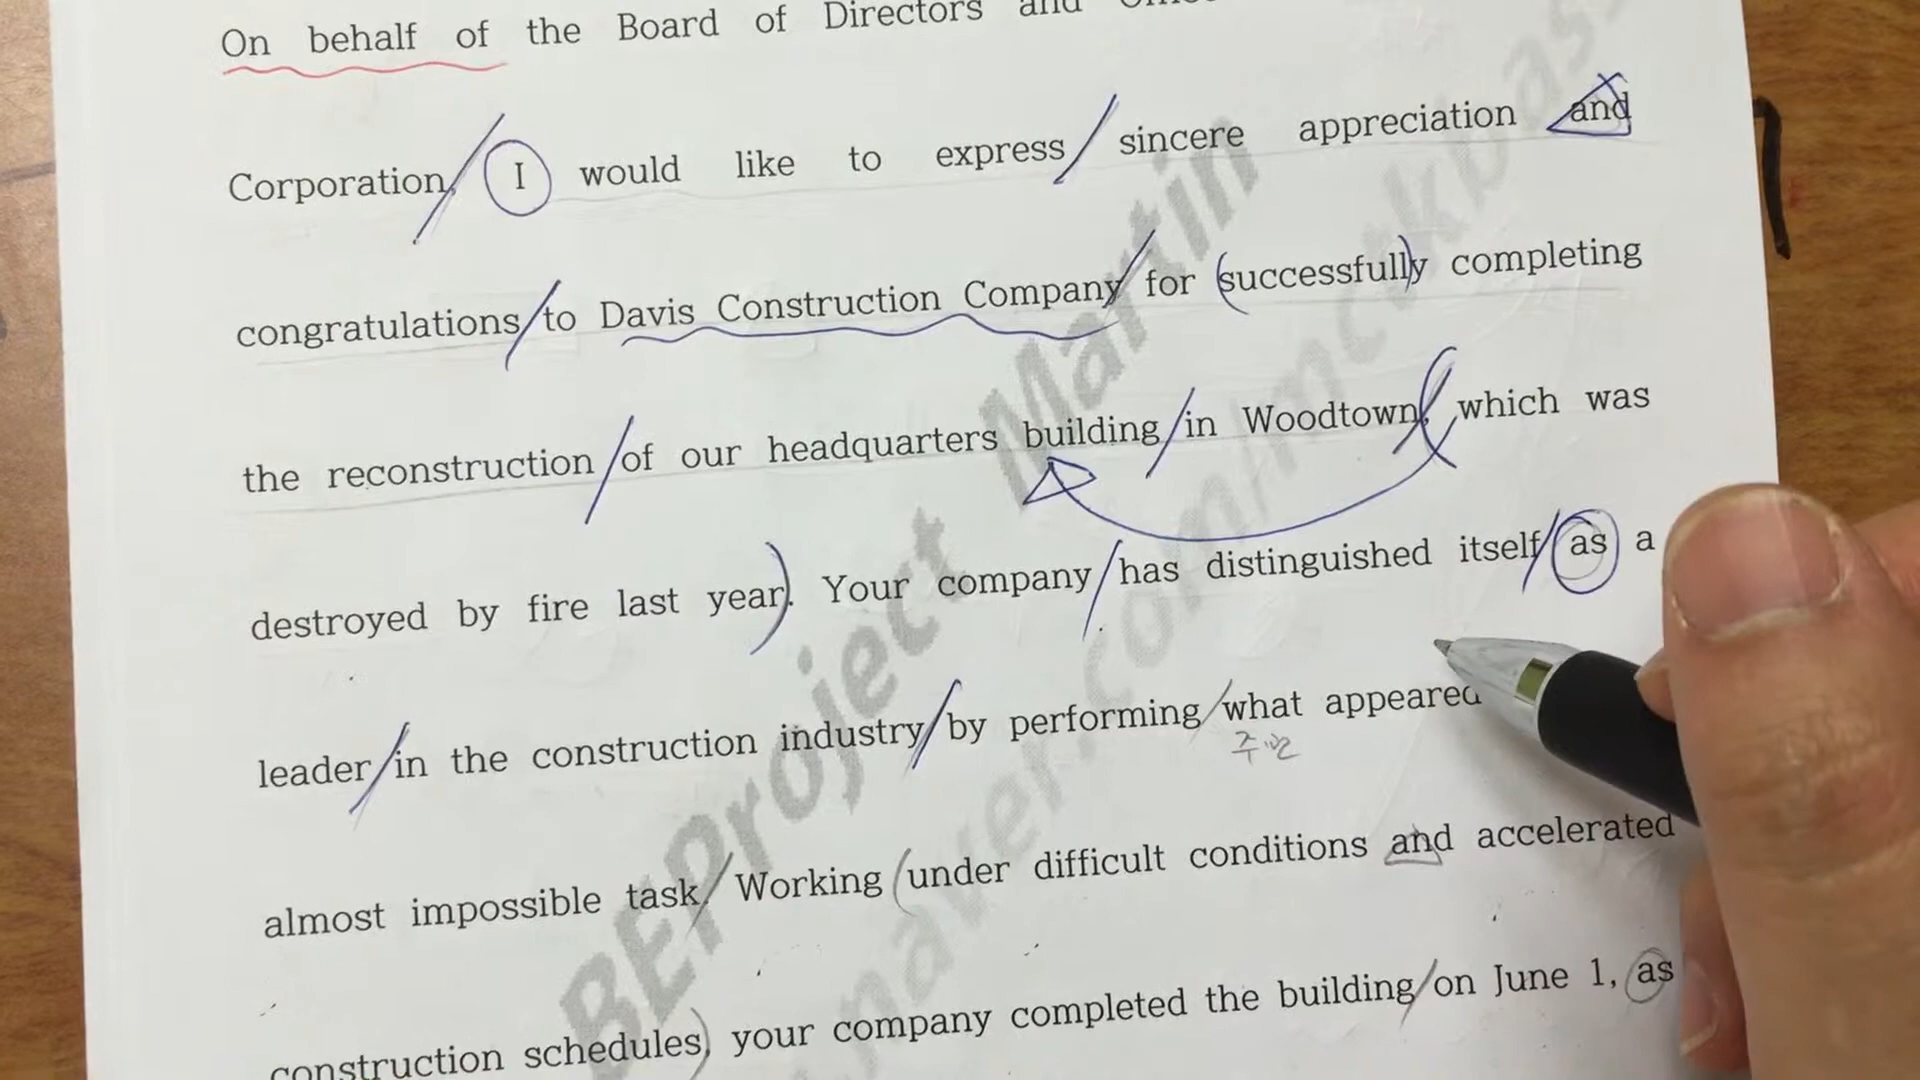 On behalf of the Board of Directors and
Corporation, I would like to express sincere appreciation and
congratulations to Davis Construction Company for successfully completing
the reconstruction of our headquarters building in Woodtown, which was
destroyed by fire last year. Your company has distinguished itself as a
leader in the construction industry by performing what appeared
주어
almost impossible task. Working under difficult conditions and accelerated
construction schedules, your company completed the building on June 1, as
BEProject Martin